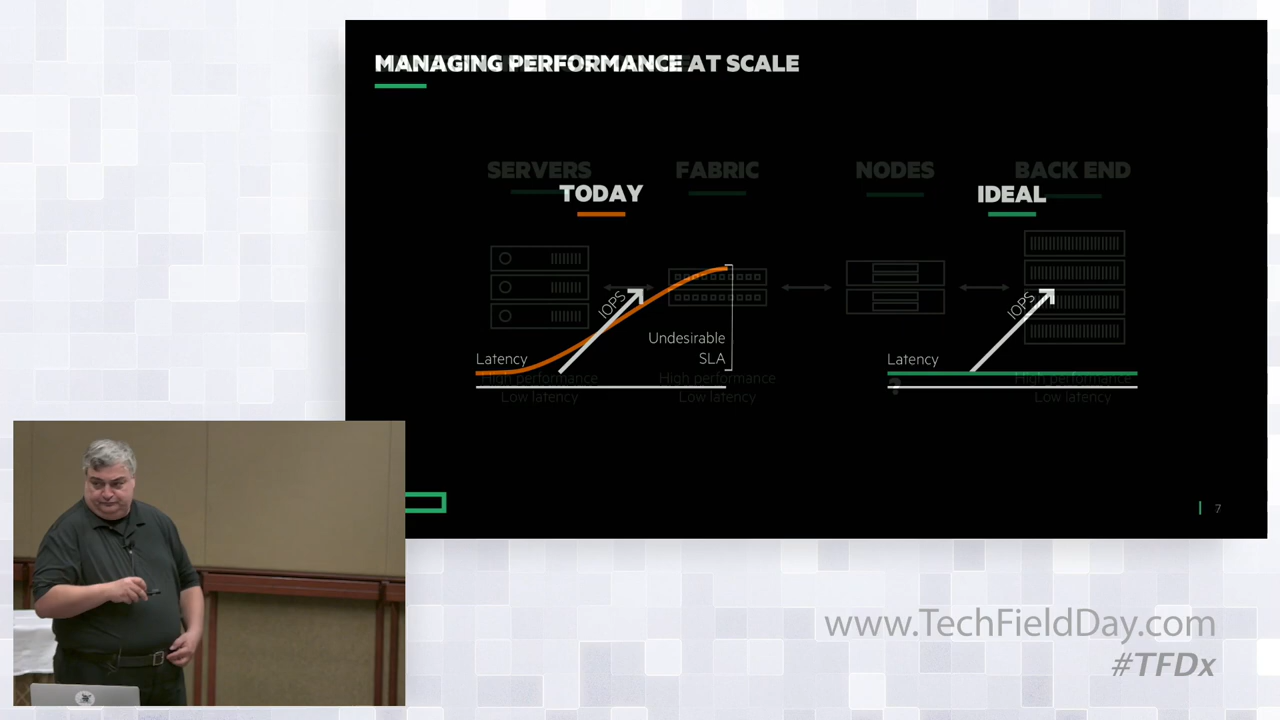 MANAGING PERFORMANCE AT SCALE
SERVERS FABRIC NODES BACK END
TODAY IDEAL
IOPS IOPS
Undesirable
SLA
Latency Latency
High performance High performance ? High performance
Low latency Low latency Low latency
7
www.TechFieldDay.com
#TFDx